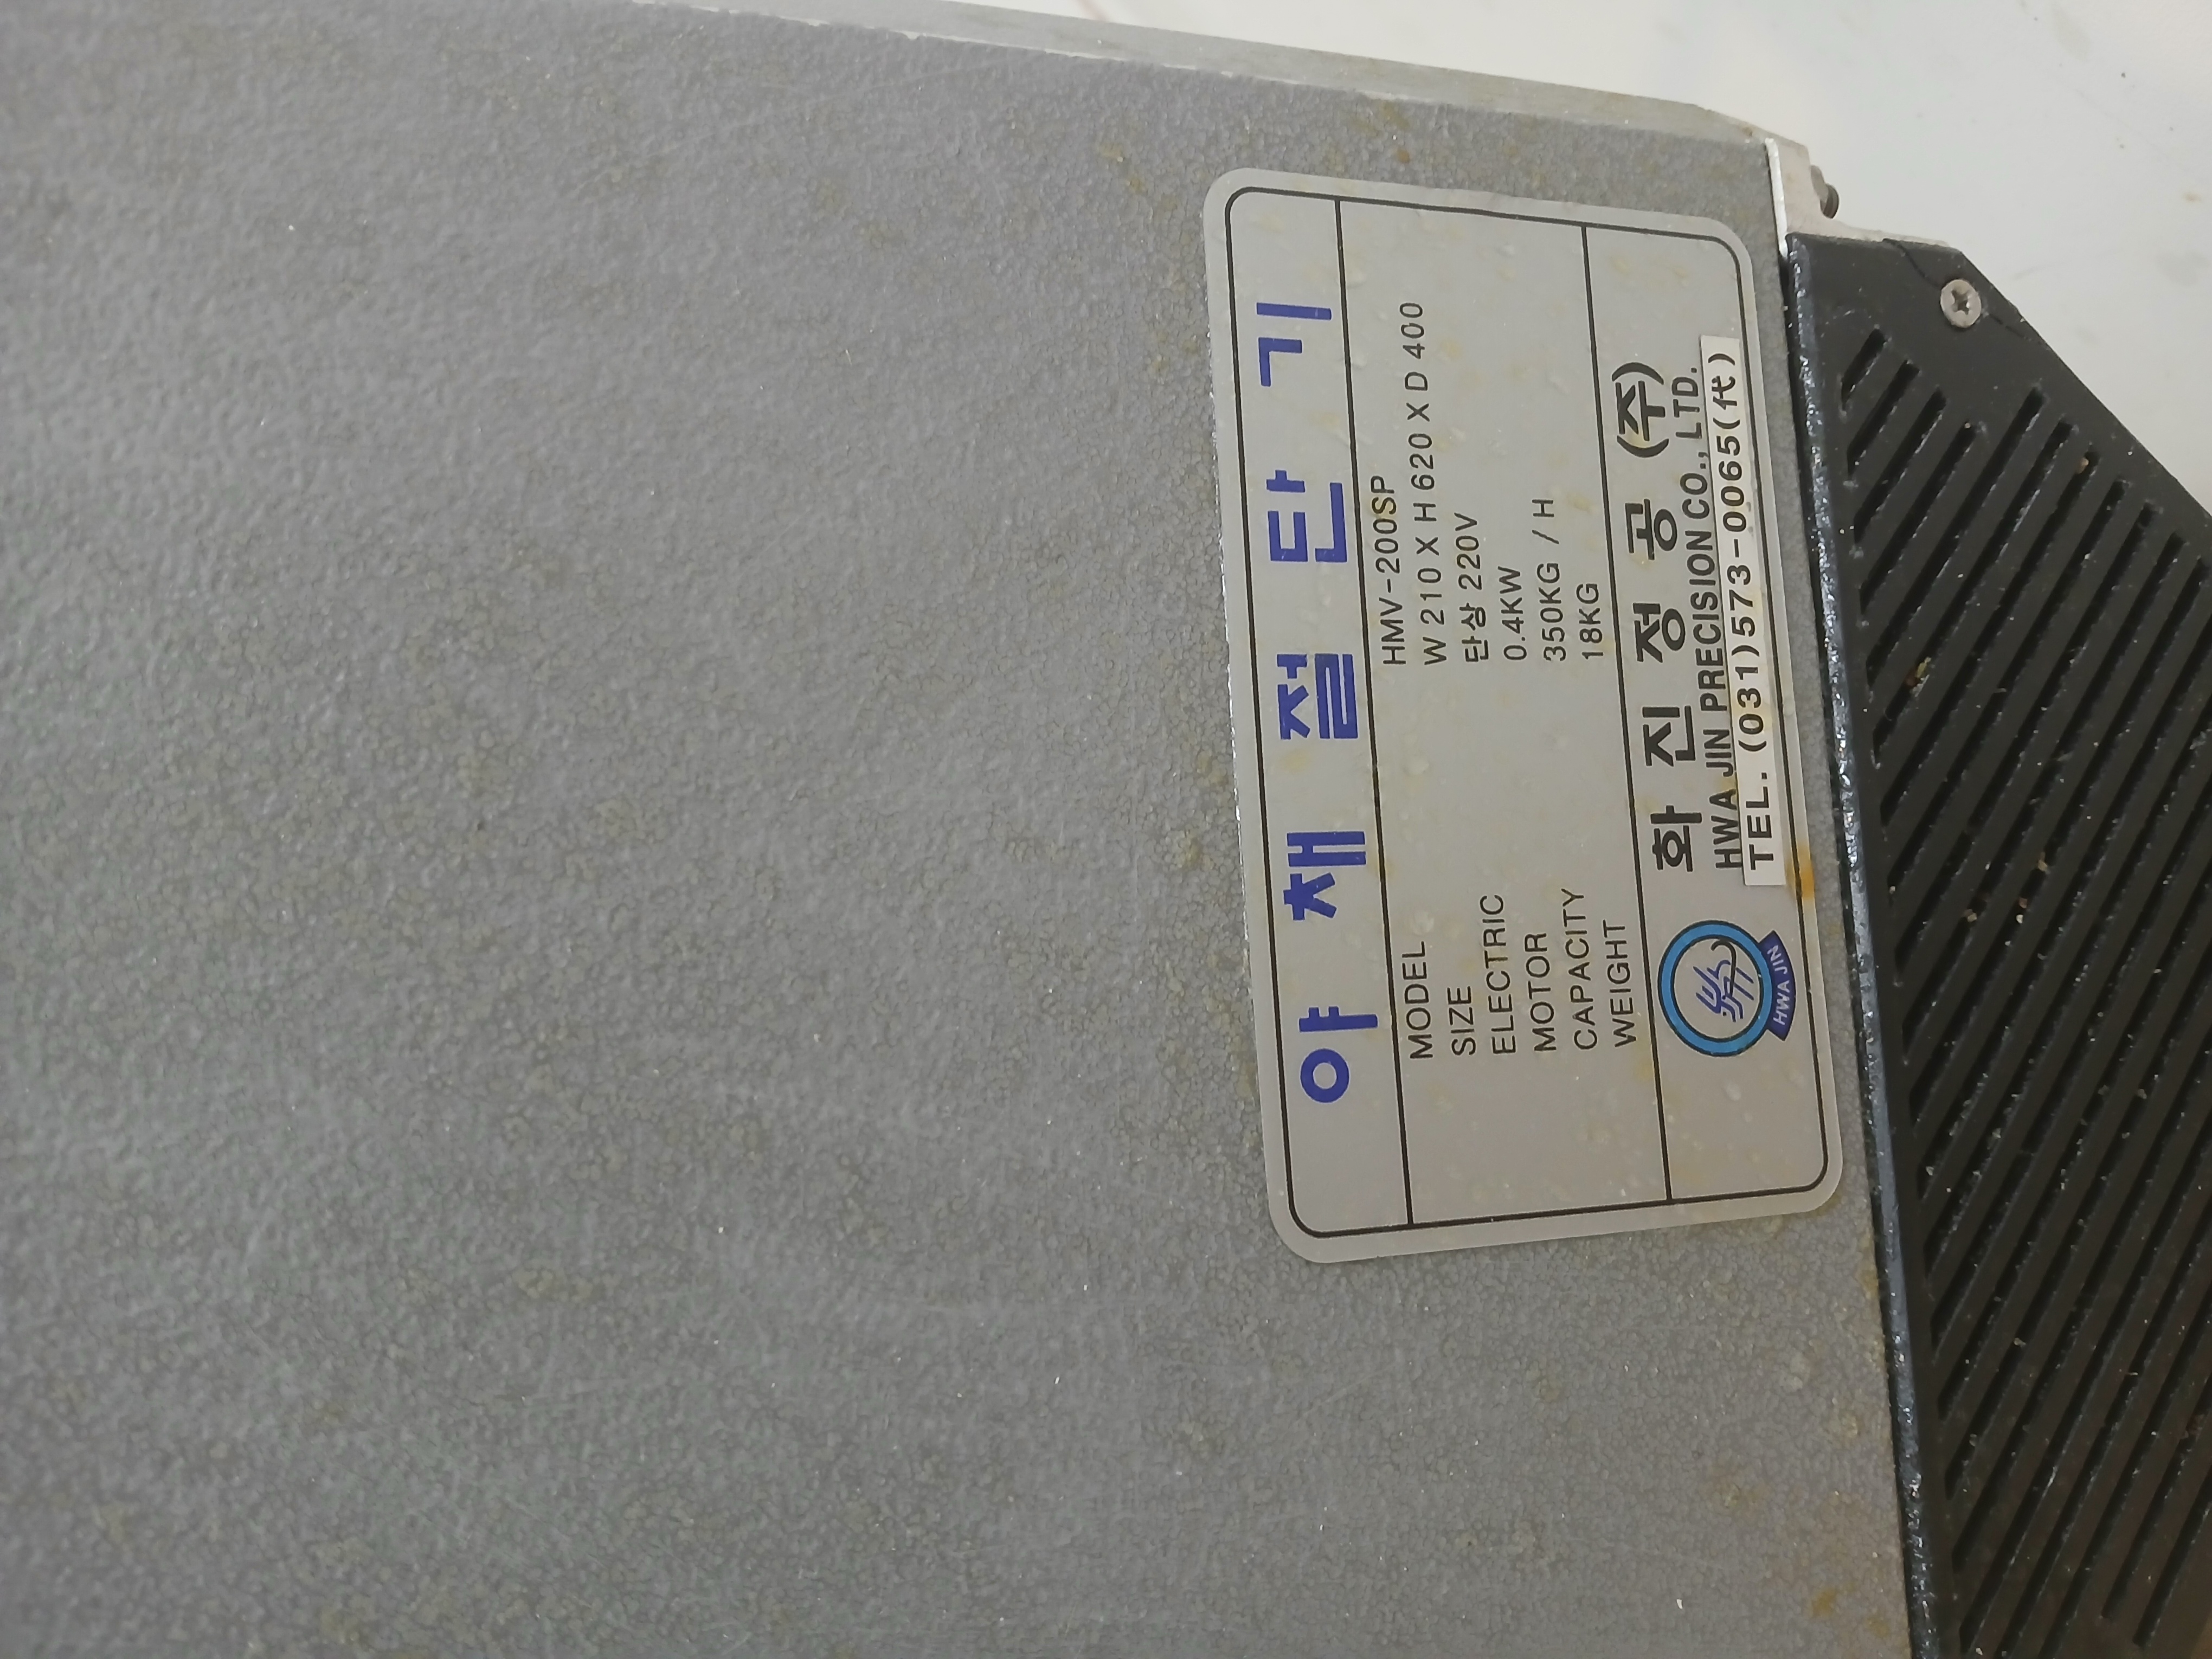 야채절단기
MODEL HMV-200SP
SIZE W 210 X H 620 X D 400
ELECTRIC 단상 220V
MOTOR 0.4KW
CAPACITY 350KG / H
WEIGHT 18KG
화진정공 (주)
HWA JIN PRECISION CO., LTD.
TEL. (031)573-0065(代)
HWA JIN